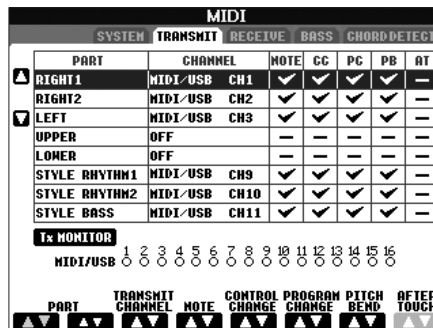 MIDI
SYSTEM TRANSMIT RECEIVE BASS CHORD DETECT
PART CHANNEL NOTE CC PC PB AT
RIGHT1 MIDI/USB CH1
RIGHT2 MIDI/USB CH2
LEFT MIDI/USB CH3
UPPER OFF
LOWER OFF
STYLE RHYTHM1 MIDI/USB CH9
STYLE RHYTHM2 MIDI/USB CH10
STYLE BASS MIDI/USB CH11
Tx MONITOR
1 2 3 4 5 6 7 8 9 10 11 12 13 14 15 16
MIDI/USB
PART TRANSMIT CHANNEL NOTE CONTROL CHANGE PROGRAM CHANGE PITCH BEND AFTER TOUCH